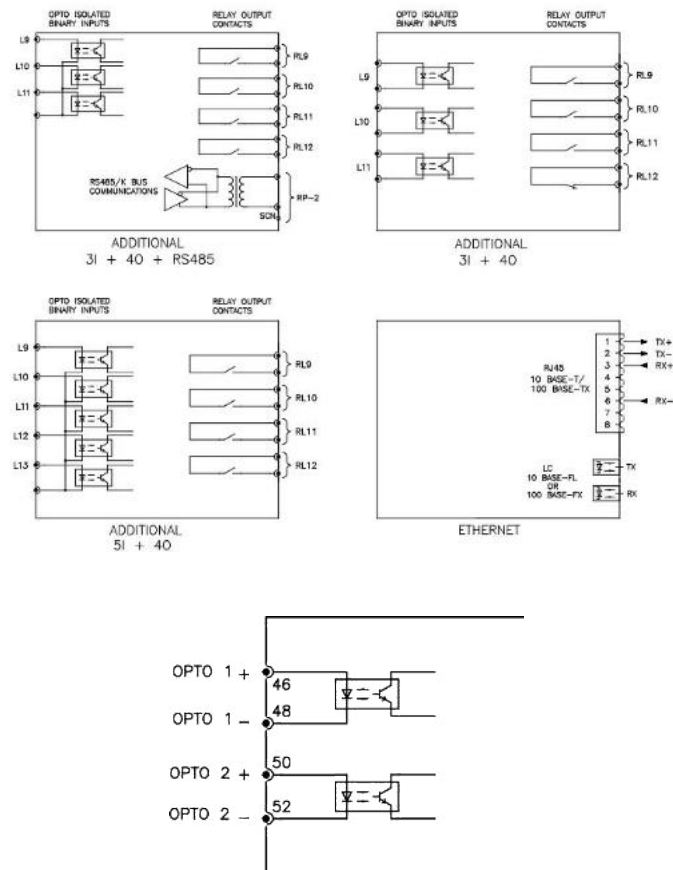 OPTO ISOLATED
BINARY INPUTS
RELAY OUTPUT
CONTACTS
L9
L10
L11
RL9
RL10
RL11
RL12
RS485/K BUS
COMMUNICATIONS
RP-2
SCN
ADDITIONAL
3I + 4O + RS485
OPTO ISOLATED
BINARY INPUTS
RELAY OUTPUT
CONTACTS
L9
L10
L11
RL9
RL10
RL11
RL12
ADDITIONAL
3I + 4O
OPTO ISOLATED
BINARY INPUTS
RELAY OUTPUT
CONTACTS
L9
L10
L11
L12
L13
RL9
RL10
RL11
RL12
ADDITIONAL
5I + 4O
RJ45
10 BASE-T/
100 BASE-TX
1 TX+
2 TX-
3 RX+
4
5
6 RX-
7
8
LC
10 BASE-FL
OR
100 BASE-FX
TX
RX
ETHERNET
OPTO 1 +
46
OPTO 1 -
48
OPTO 2 +
50
OPTO 2 -
52